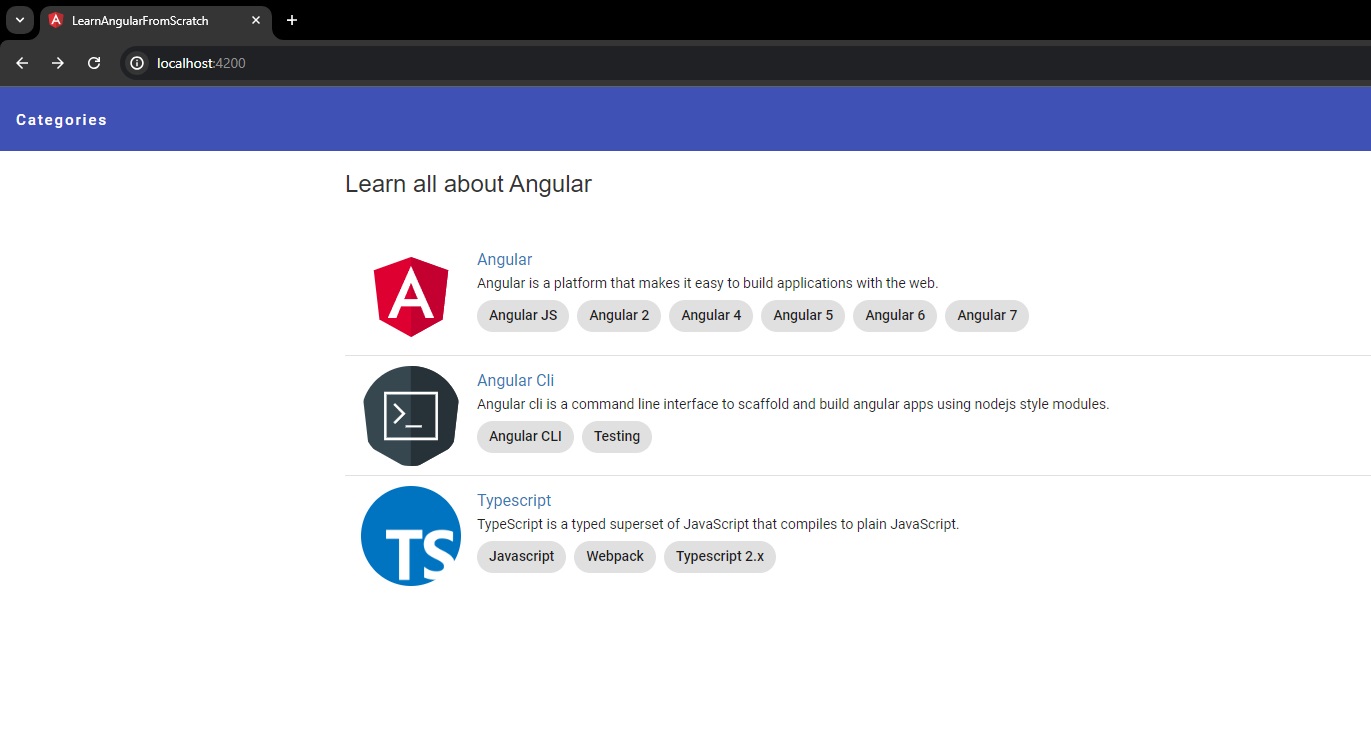 LearnAngularFromScratch
localhost:4200
Categories
Learn all about Angular
Angular
Angular is a platform that makes it easy to build applications with the web.
Angular JS Angular 2 Angular 4 Angular 5 Angular 6 Angular 7
Angular Cli
Angular cli is a command line interface to scaffold and build angular apps using nodejs style modules.
Angular CLI Testing
Typescript
TypeScript is a typed superset of JavaScript that compiles to plain JavaScript.
TS
Javascript Webpack Typescript 2.x